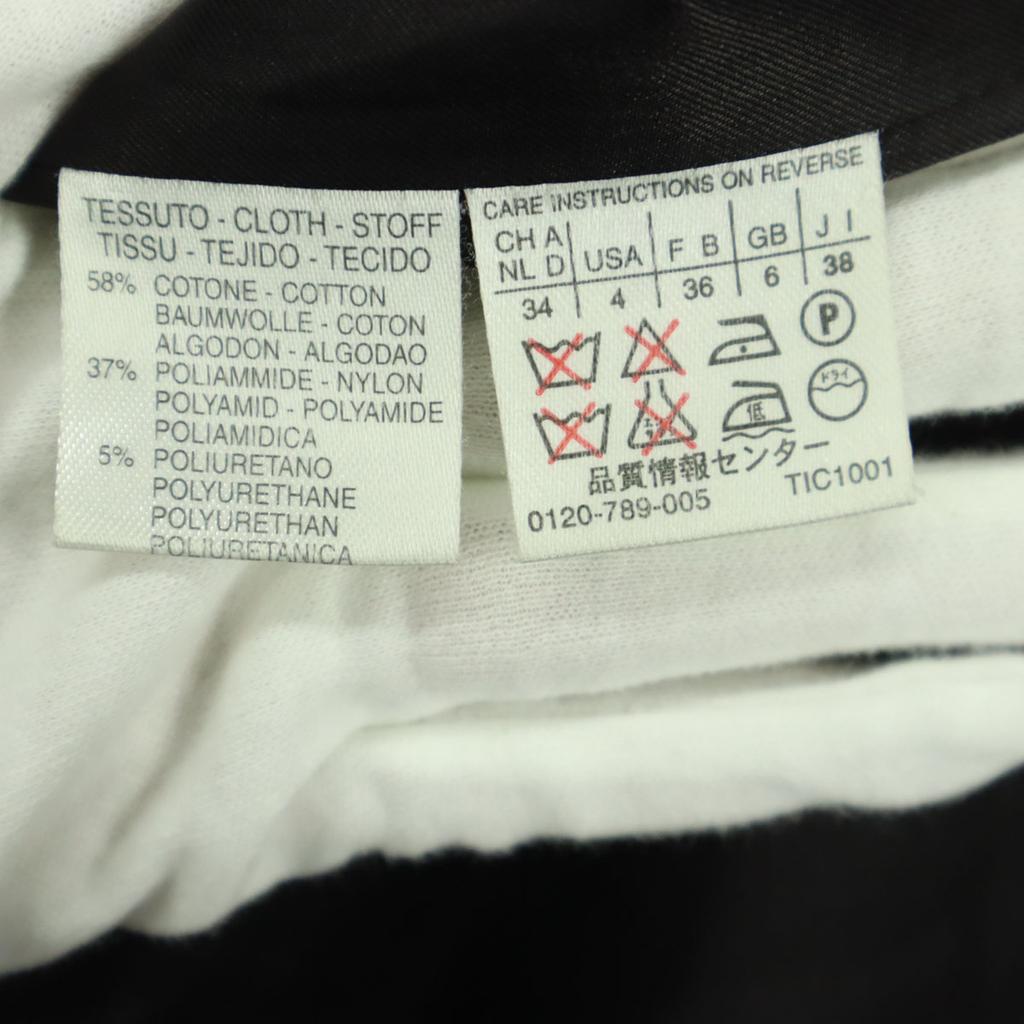 TESSUTO - CLOTH - STOFF
TISSU - TEJIDO - TECIDO
58% COTONE - COTTON
BAUMWOLLE - COTON
ALGODON - ALGODAO
37% POLIAMMIDE - NYLON
POLYAMID - POLYAMIDE
POLIAMIDICA
5% POLIURETANO
POLYURETHANE
POLYURETHAN
POLIURETANICA
CARE INSTRUCTIONS ON REVERSE
CH A USA F B GB J I
NL D
34 4 36 6 38
P
ドライ
低
品質情報センター
0120-789-005 TIC1001